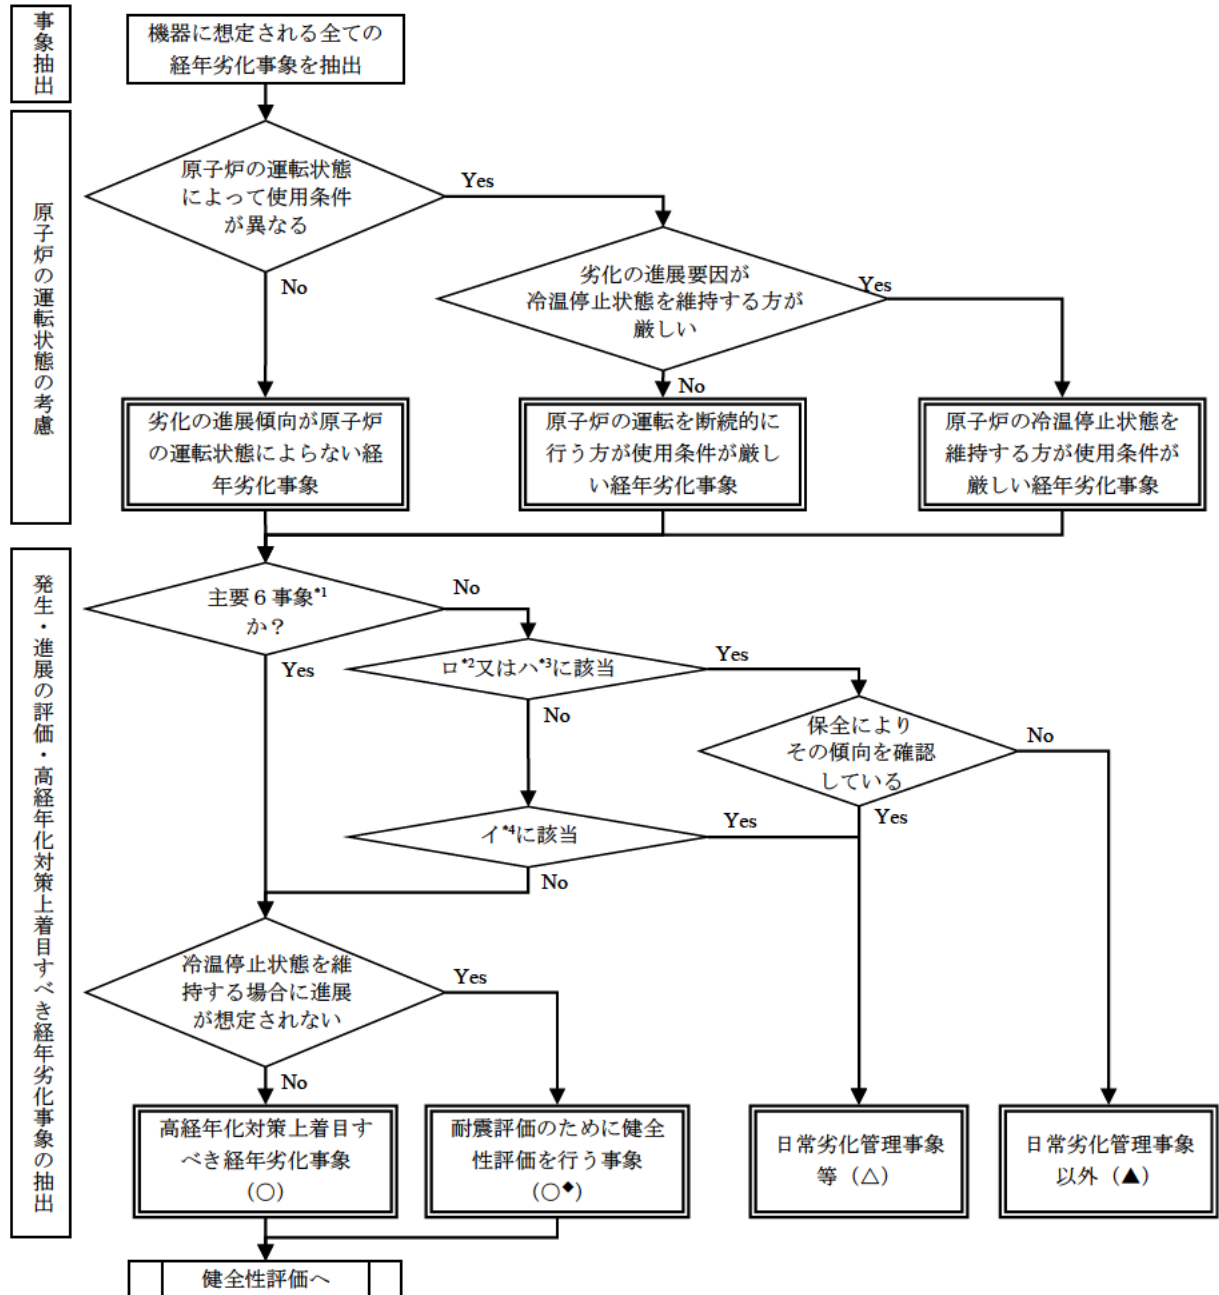 事象抽出
機器に想定される全ての
経年劣化事象を抽出
原子炉の運転状態の考慮
原子炉の運転状態
によって使用条件
が異なる
Yes
No
劣化の進展要因が
冷温停止状態を維持する方が
厳しい
Yes
No
劣化の進展傾向が原子炉
の運転状態によらない経
年劣化事象
原子炉の運転を断続的に
行う方が使用条件が厳し
い経年劣化事象
原子炉の冷温停止状態を
維持する方が使用条件が
厳しい経年劣化事象
発生・進展の評価・高経年化対策上着目すべき経年劣化事象の抽出
主要6事象*1
か?
No
Yes
ロ*2又はハ*3に該当
Yes
No
保全により
その傾向を確認
している
No
Yes
イ*4に該当
Yes
No
冷温停止状態を維
持する場合に進展
が想定されない
Yes
No
高経年化対策上着目す
べき経年劣化事象
(○)
耐震評価のために健全
性評価を行う事象
(○◆)
日常劣化管理事象
等(△)
日常劣化管理事象
以外(▲)
健全性評価へ